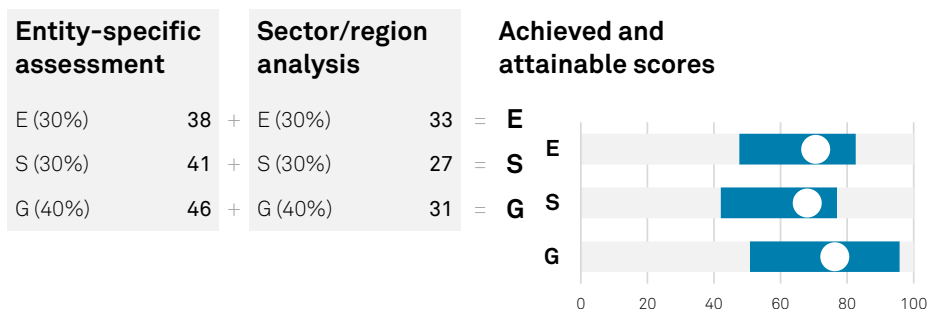 Entity-specific assessment
Sector/region analysis
Achieved and attainable scores
E (30%) 38 + E (30%) 33 = E
S (30%) 41 + S (30%) 27 = S
G (40%) 46 + G (40%) 31 = G
E
S
G
0 20 40 60 80 100